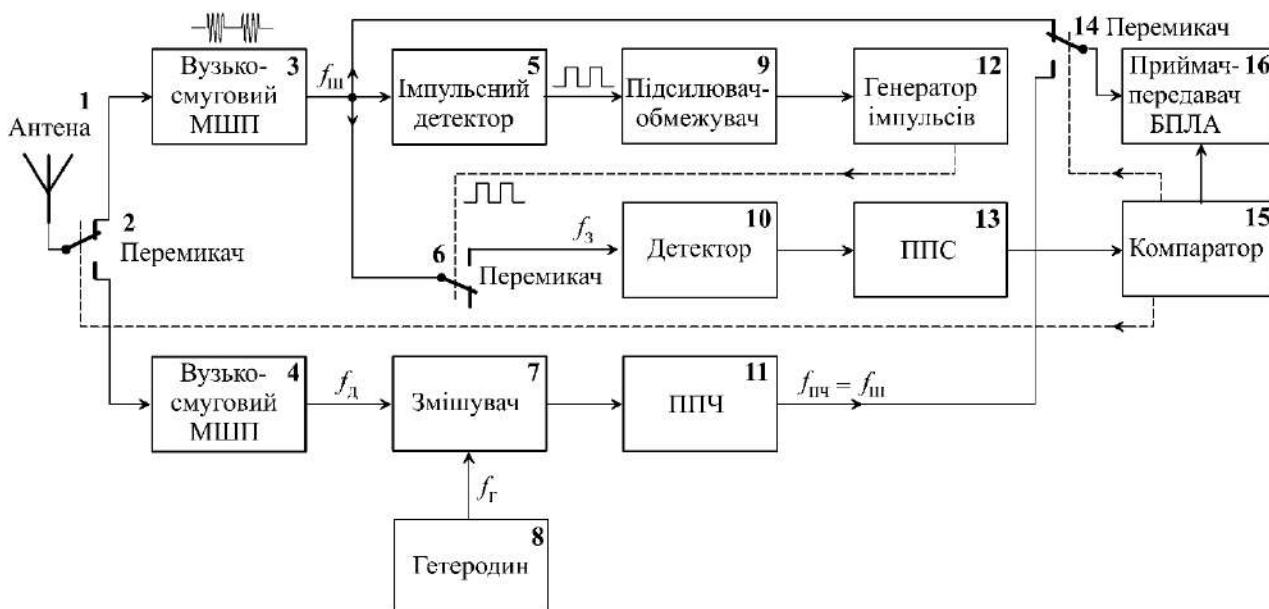 1
Антена
2
Перемикач
3
Вузько-
смуговий
МШП
fш
5
Імпульсний
детектор
9
Підсилювач-
обмежувач
12
Генератор
імпульсів
14 Перемикач
16
Приймач-
передавач
БПЛА
6
Перемикач
fз
10
Детектор
13
ППС
15
Компаратор
4
Вузько-
смуговий
МШП
fд
7
Змішувач
11
ППЧ
fпч = fш
fг
8
Гетеродин